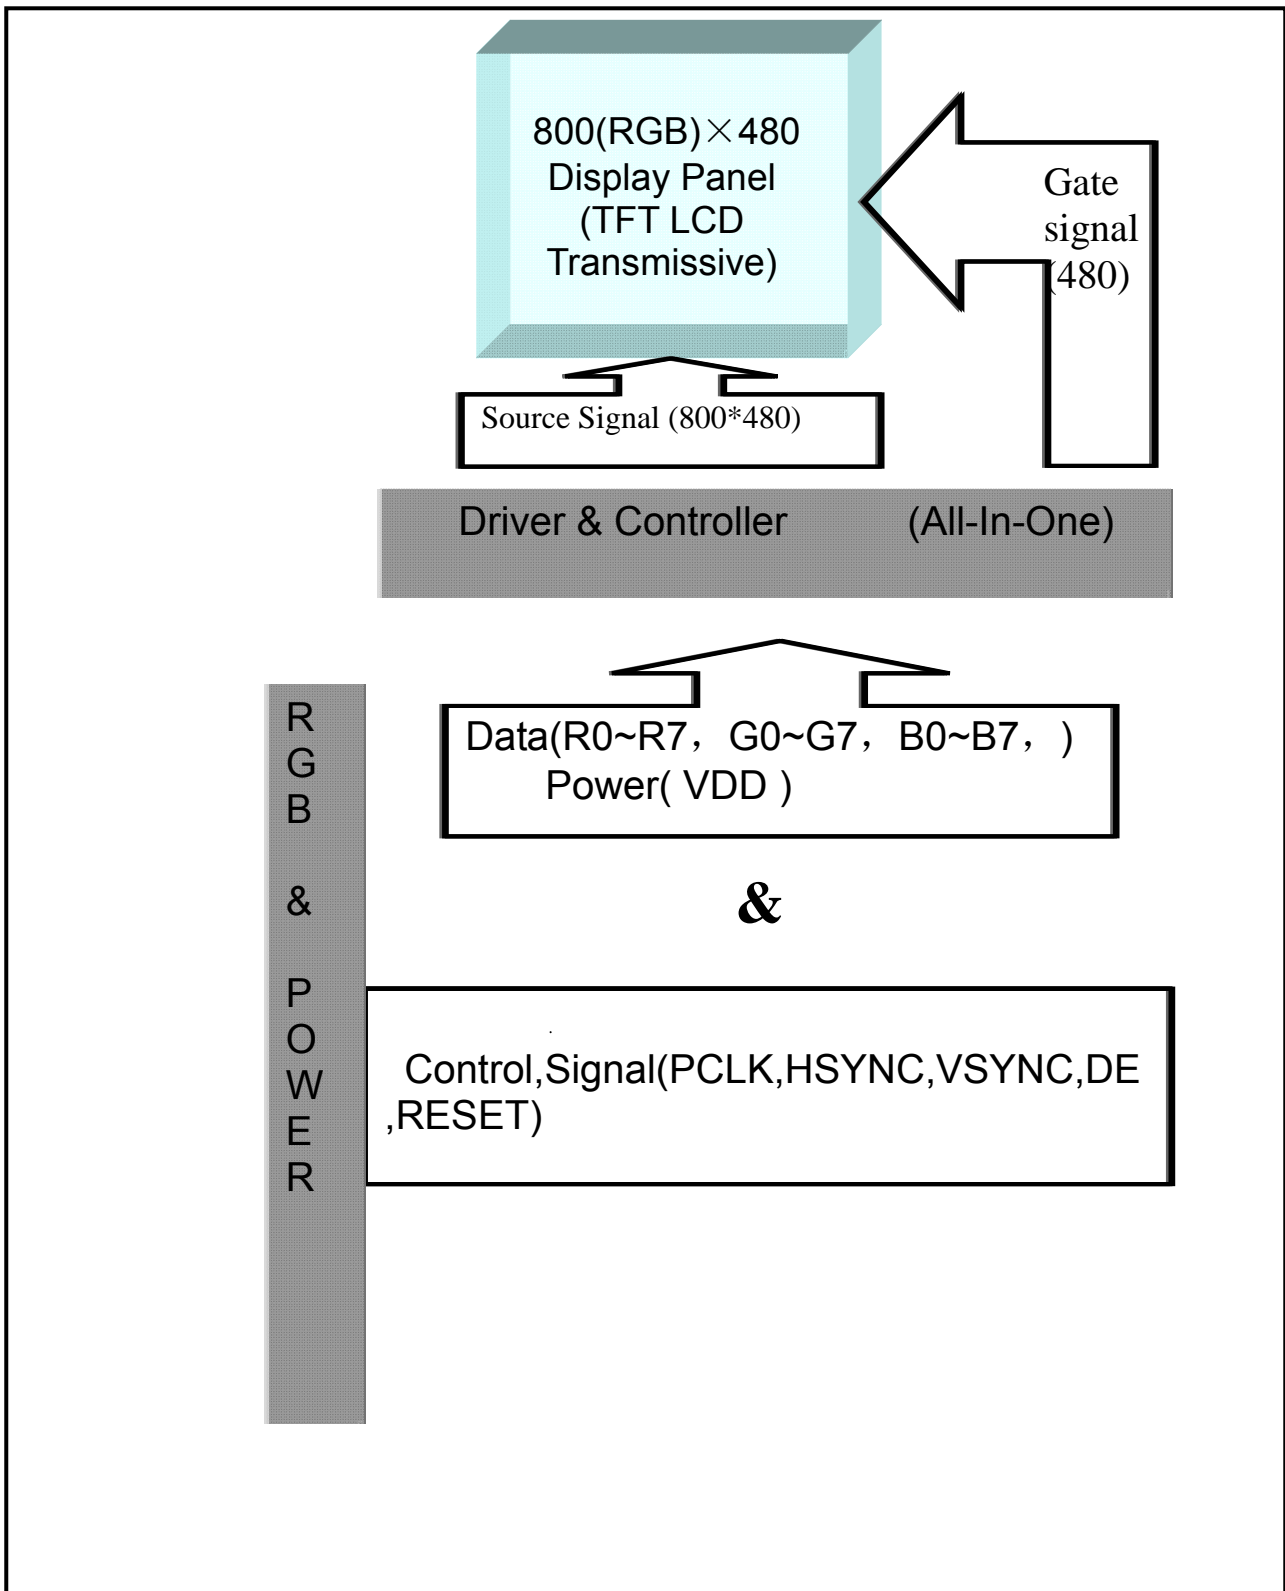 800(RGB)×480
Display Panel
(TFT LCD
Transmissive)
Gate
signal
(480)
Source Signal (800*480)
Driver & Controller (All-In-One)
R
G
B
&
P
O
W
E
R
Data(R0~R7，G0~G7，B0~B7，)
Power( VDD )
&
Control,Signal(PCLK,HSYNC,VSYNC,DE
,RESET)